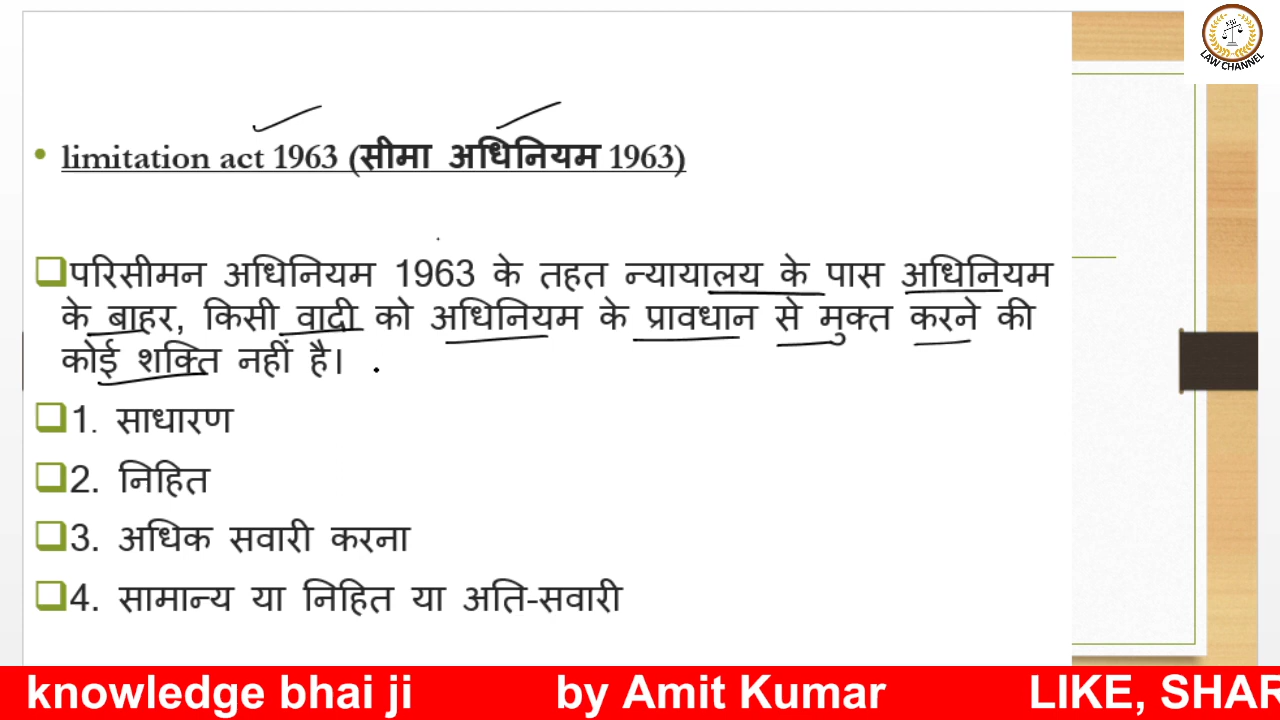 LAW CHANNEL
limitation act 1963 (सीमा अधिनियम 1963)
परिसीमन अधिनियम 1963 के तहत न्यायालय के पास अधिनियम
के बाहर, किसी वादी को अधिनियम के प्रावधान से मुक्त करने की
कोई शक्ति नहीं है।
1. साधारण
2. निहित
3. अधिक सवारी करना
4. सामान्य या निहित या अति-सवारी
knowledge bhai ji by Amit Kumar LIKE, SHAR